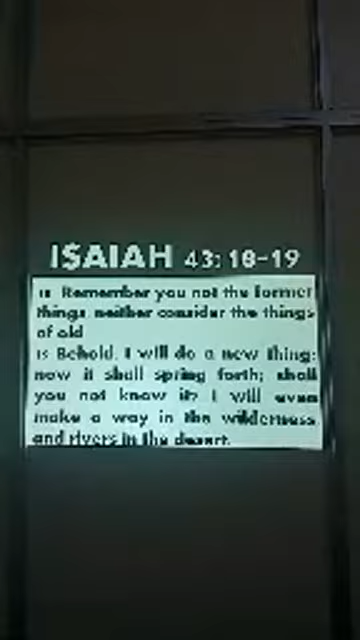 ISAIAH 43:18-19
18 Remember you not the former
things, neither consider the things
of old
19 Behold, I will do a new thing;
now it shall spring forth; shall
you not know it? I will even
make a way in the wilderness,
and rivers in the desert.